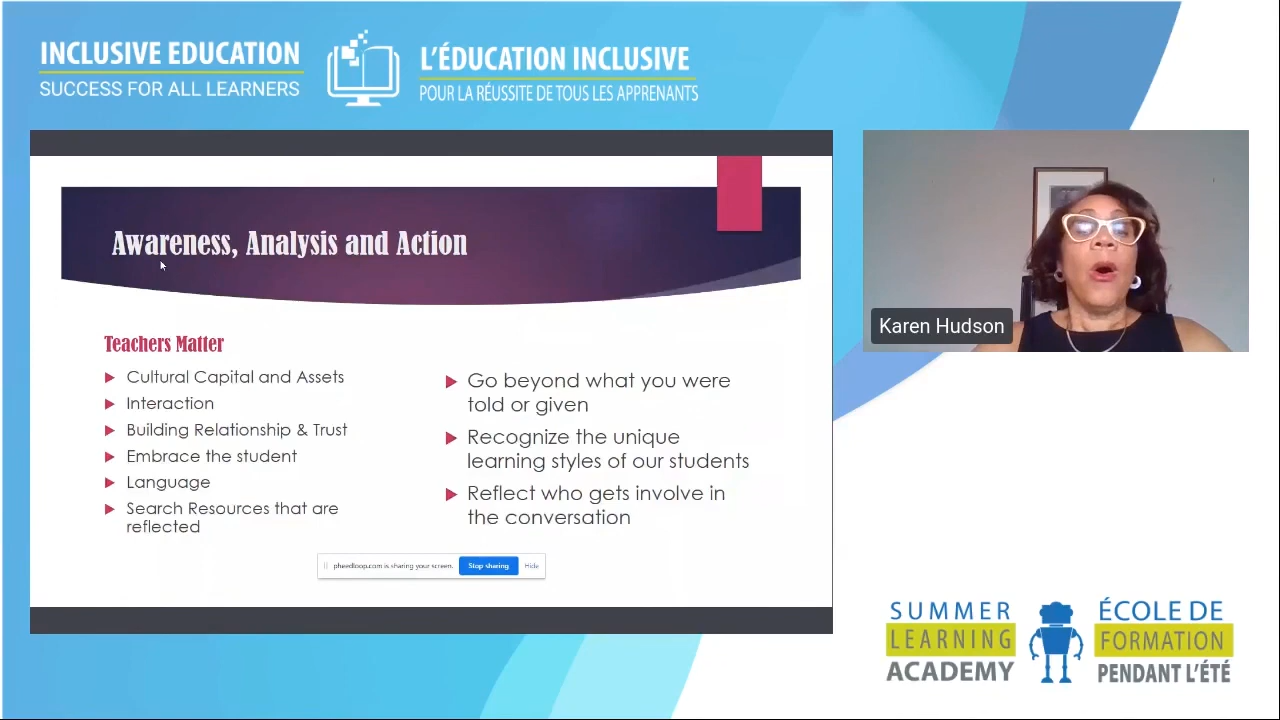 INCLUSIVE EDUCATION
SUCCESS FOR ALL LEARNERS
L'ÉDUCATION INCLUSIVE
POUR LA RÉUSSITE DE TOUS LES APPRENANTS
Awareness, Analysis and Action
Teachers Matter
Cultural Capital and Assets
Interaction
Building Relationship & Trust
Embrace the student
Language
Search Resources that are
reflected
Go beyond what you were
told or given
Recognize the unique
learning styles of our students
Reflect who gets involve in
the conversation
pheedloop.com is sharing your screen.
Stop sharing
Hide
Karen Hudson
SUMMER
LEARNING
ACADEMY
ÉCOLE DE
FORMATION
PENDANT L'ÉTÉ